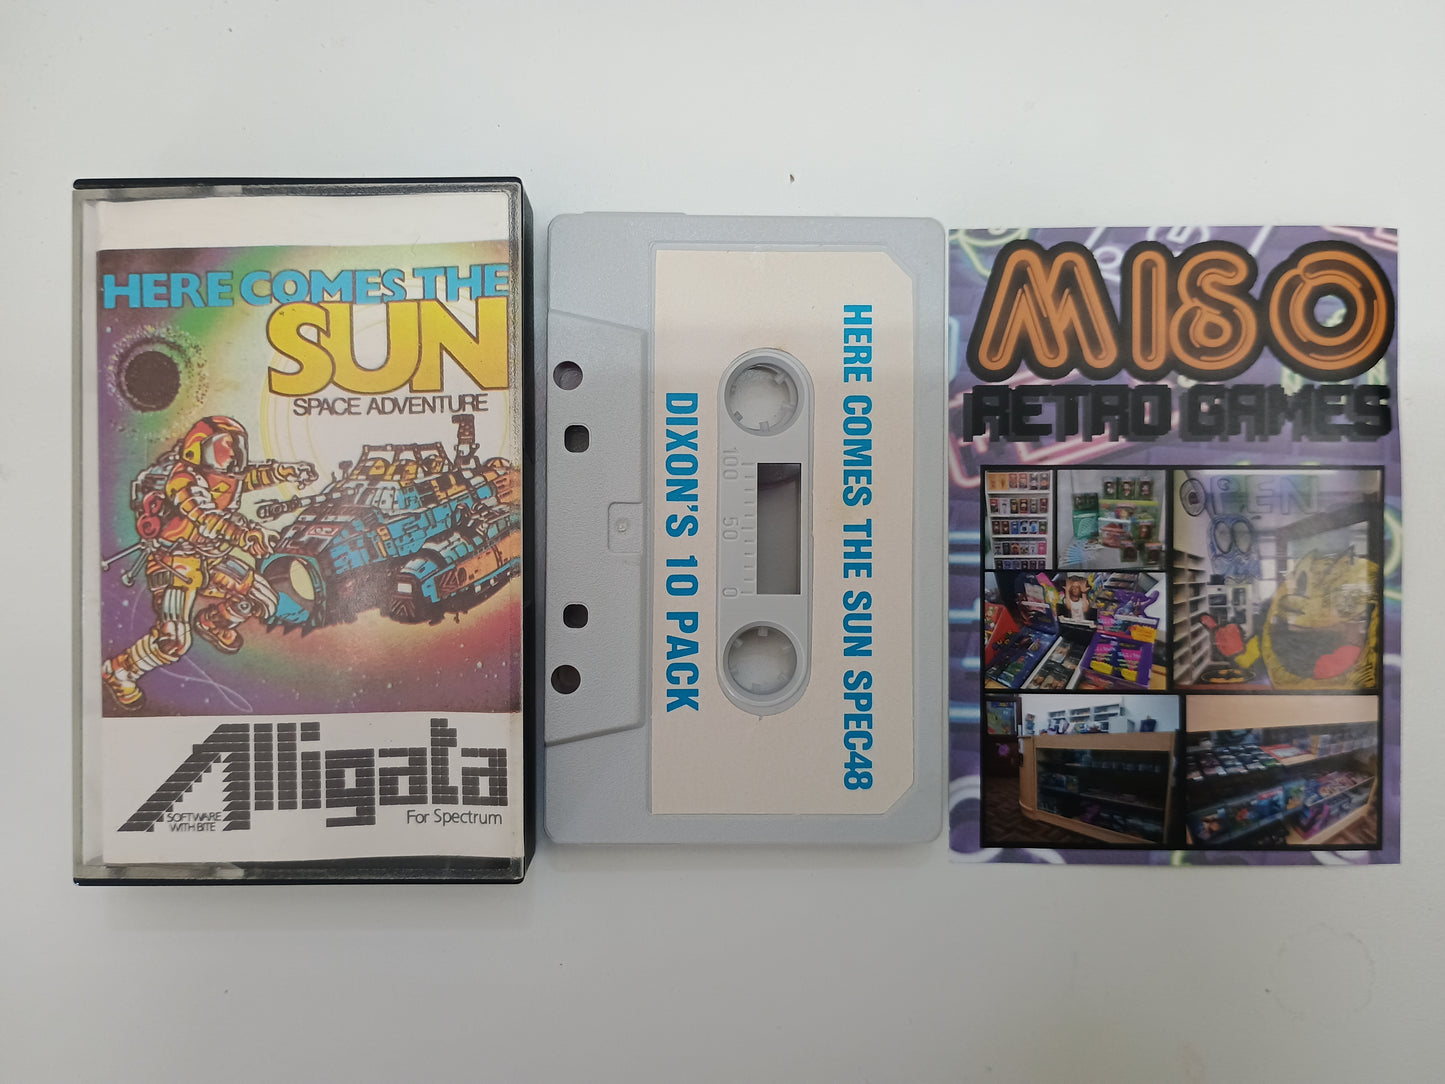 HERE COMES THE
SUN
SPACE ADVENTURE
Alligata
SOFTWARE
WITH BITE
For Spectrum
HERE COMES THE SUN SPEC48
DIXON'S 10 PACK
100
50
0
MISO
RETRO GAMES
OPEN